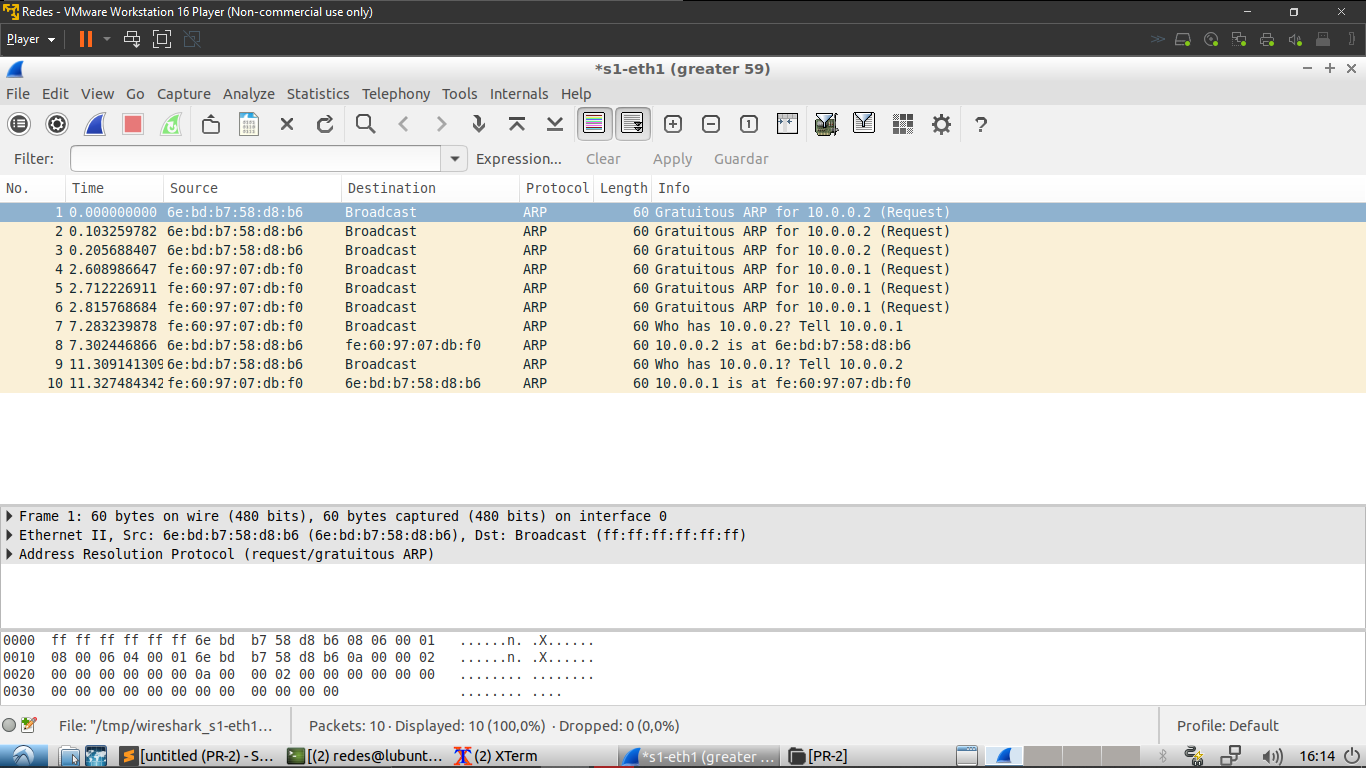 Redes - VMware Workstation 16 Player (Non-commercial use only)
Player
*s1-eth1 (greater 59)
File Edit View Go Capture Analyze Statistics Telephony Tools Internals Help
Filter: Expression... Clear Apply Guardar
No. Time Source Destination Protocol Length Info
1 0.000000000 6e:bd:b7:58:d8:b6 Broadcast ARP 60 Gratuitous ARP for 10.0.0.2 (Request)
2 0.103259782 6e:bd:b7:58:d8:b6 Broadcast ARP 60 Gratuitous ARP for 10.0.0.2 (Request)
3 0.205688407 6e:bd:b7:58:d8:b6 Broadcast ARP 60 Gratuitous ARP for 10.0.0.2 (Request)
4 2.608986647 fe:60:97:07:db:f0 Broadcast ARP 60 Gratuitous ARP for 10.0.0.1 (Request)
5 2.712226911 fe:60:97:07:db:f0 Broadcast ARP 60 Gratuitous ARP for 10.0.0.1 (Request)
6 2.815768684 fe:60:97:07:db:f0 Broadcast ARP 60 Gratuitous ARP for 10.0.0.1 (Request)
7 7.283239878 fe:60:97:07:db:f0 Broadcast ARP 60 Who has 10.0.0.2? Tell 10.0.0.1
8 7.302446866 6e:bd:b7:58:d8:b6 fe:60:97:07:db:f0 ARP 60 10.0.0.2 is at 6e:bd:b7:58:d8:b6
9 11.309141309 6e:bd:b7:58:d8:b6 Broadcast ARP 60 Who has 10.0.0.1? Tell 10.0.0.2
10 11.327484342 fe:60:97:07:db:f0 6e:bd:b7:58:d8:b6 ARP 60 10.0.0.1 is at fe:60:97:07:db:f0
Frame 1: 60 bytes on wire (480 bits), 60 bytes captured (480 bits) on interface 0
Ethernet II, Src: 6e:bd:b7:58:d8:b6 (6e:bd:b7:58:d8:b6), Dst: Broadcast (ff:ff:ff:ff:ff:ff)
Address Resolution Protocol (request/gratuitous ARP)
0000 ff ff ff ff ff ff 6e bd b7 58 d8 b6 08 06 00 01 ......n. .X......
0010 08 00 06 04 00 01 6e bd b7 58 d8 b6 0a 00 00 02 ......n. .X......
0020 00 00 00 00 00 00 0a 00 00 02 00 00 00 00 00 00 ........ ........
0030 00 00 00 00 00 00 00 00 00 00 00 00 ........ ....
File: "/tmp/wireshark_s1-eth1... Packets: 10 · Displayed: 10 (100,0%) · Dropped: 0 (0,0%) Profile: Default
[untitled (PR-2) - S... [(2) redes@lubunt... (2) XTerm *s1-eth1 (greater ... [PR-2] 16:14